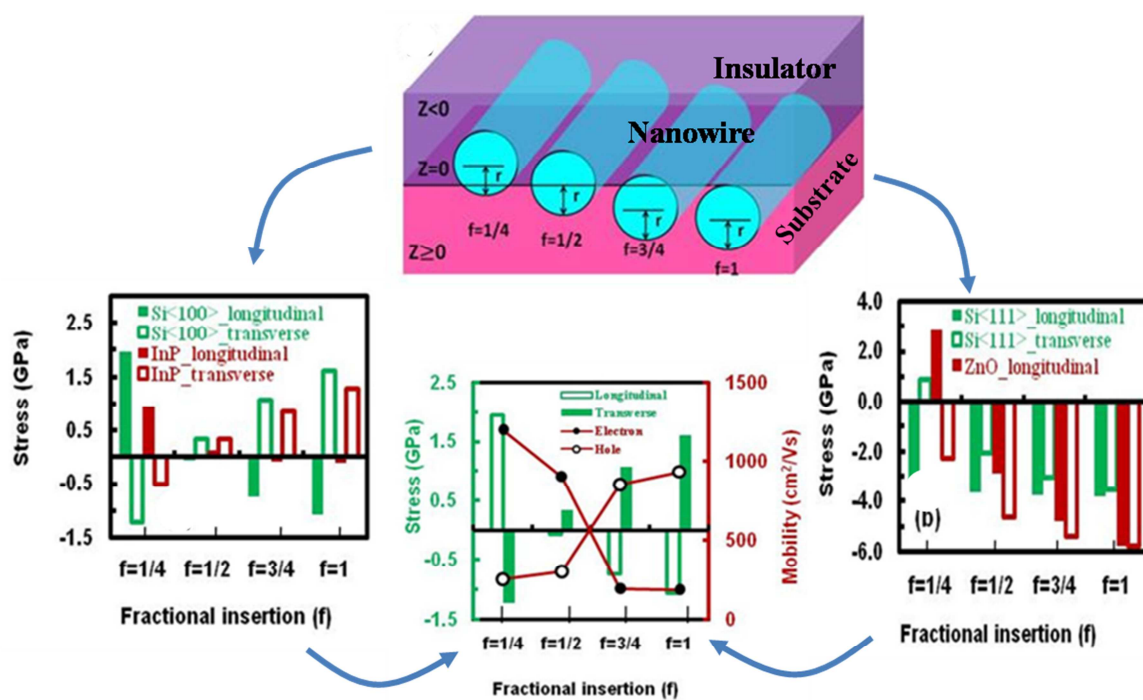 Insulator
Z<0
Nanowire
Z=0
Substrate
r
r
r
r
f=1/4
f=1/2
f=3/4
f=1
Z≥0
Si<100>_longitudinal
Si<100>_transverse
InP_longitudinal
InP_transverse
2.5
1.5
0.5
-0.5
-1.5
Stress (GPa)
f=1/4 f=1/2 f=3/4 f=1
Fractional insertion (f)
Longitudinal
Transverse
Electron
Hole
2.5
1.5
0.5
-0.5
-1.5
Stress (GPa)
1500
1000
500
0
Mobility (cm²/Vs)
f=1/4 f=1/2 f=3/4 f=1
Fractional insertion (f)
Si<111>_longitudinal
Si<111>_transverse
ZnO_longitudinal
4.0
2.0
0.0
-2.0
-4.0
-6.0
Stress (GPa)
f=1/4 f=1/2 f=3/4 f=1
Fractional insertion (f)